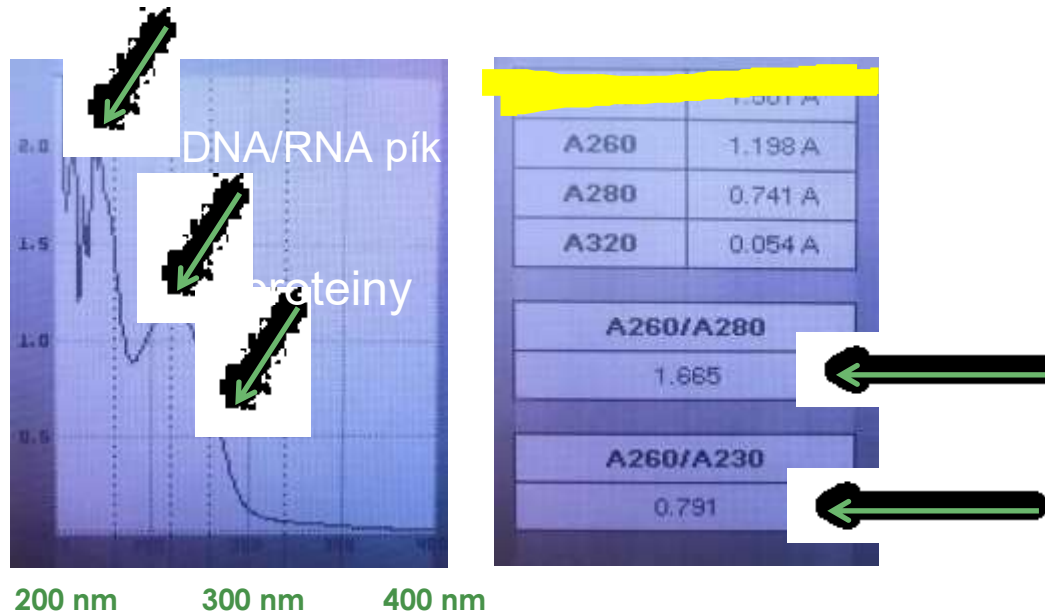 DNA/RNA pík
proteiny
2.0
1.5
1.0
0.5
200 nm 300 nm 400 nm
A260 1.198 A
A280 0.741 A
A320 0.054 A
A260/A280
1.665
A260/A230
0.791